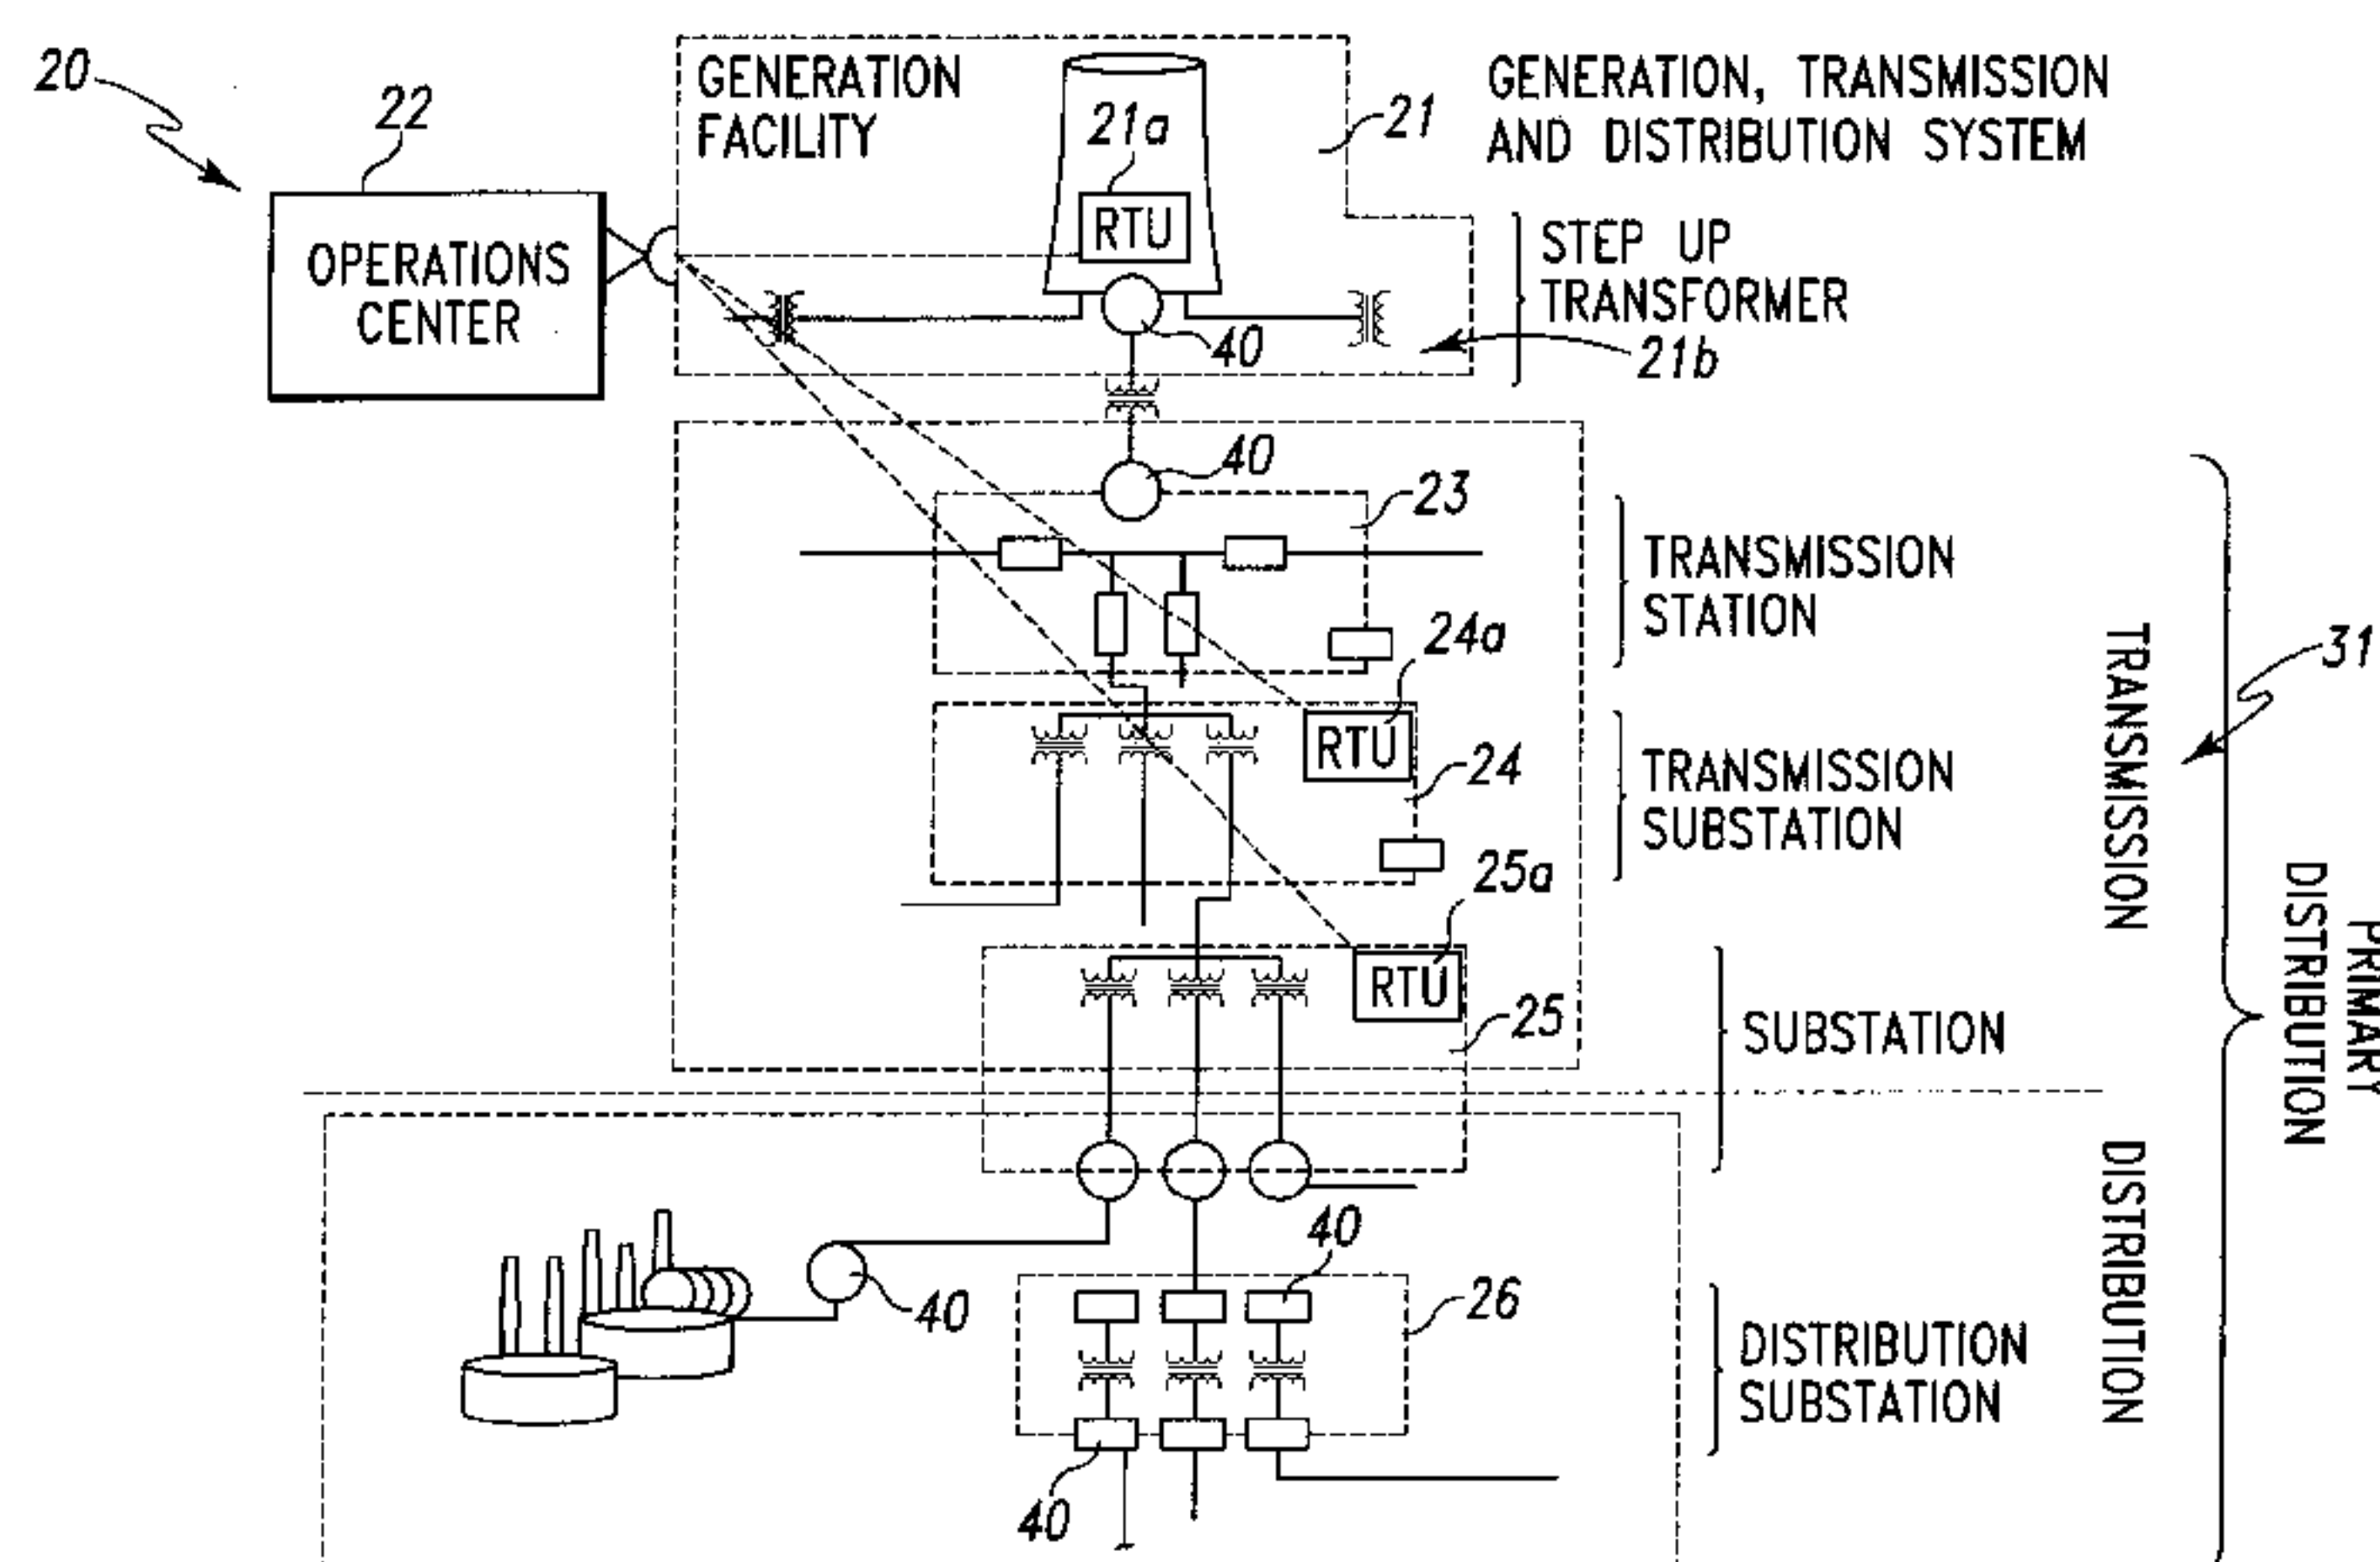 20
22
OPERATIONS
CENTER
GENERATION
FACILITY
21a
RTU
21
GENERATION, TRANSMISSION
AND DISTRIBUTION SYSTEM
STEP UP
TRANSFORMER
40
21b
40
23
TRANSMISSION
STATION
24a
RTU
24
TRANSMISSION
SUBSTATION
TRANSMISSION
31
25a
RTU
25
SUBSTATION
PRIMARY
DISTRIBUTION
40
40
26
DISTRIBUTION
SUBSTATION
DISTRIBUTION
40